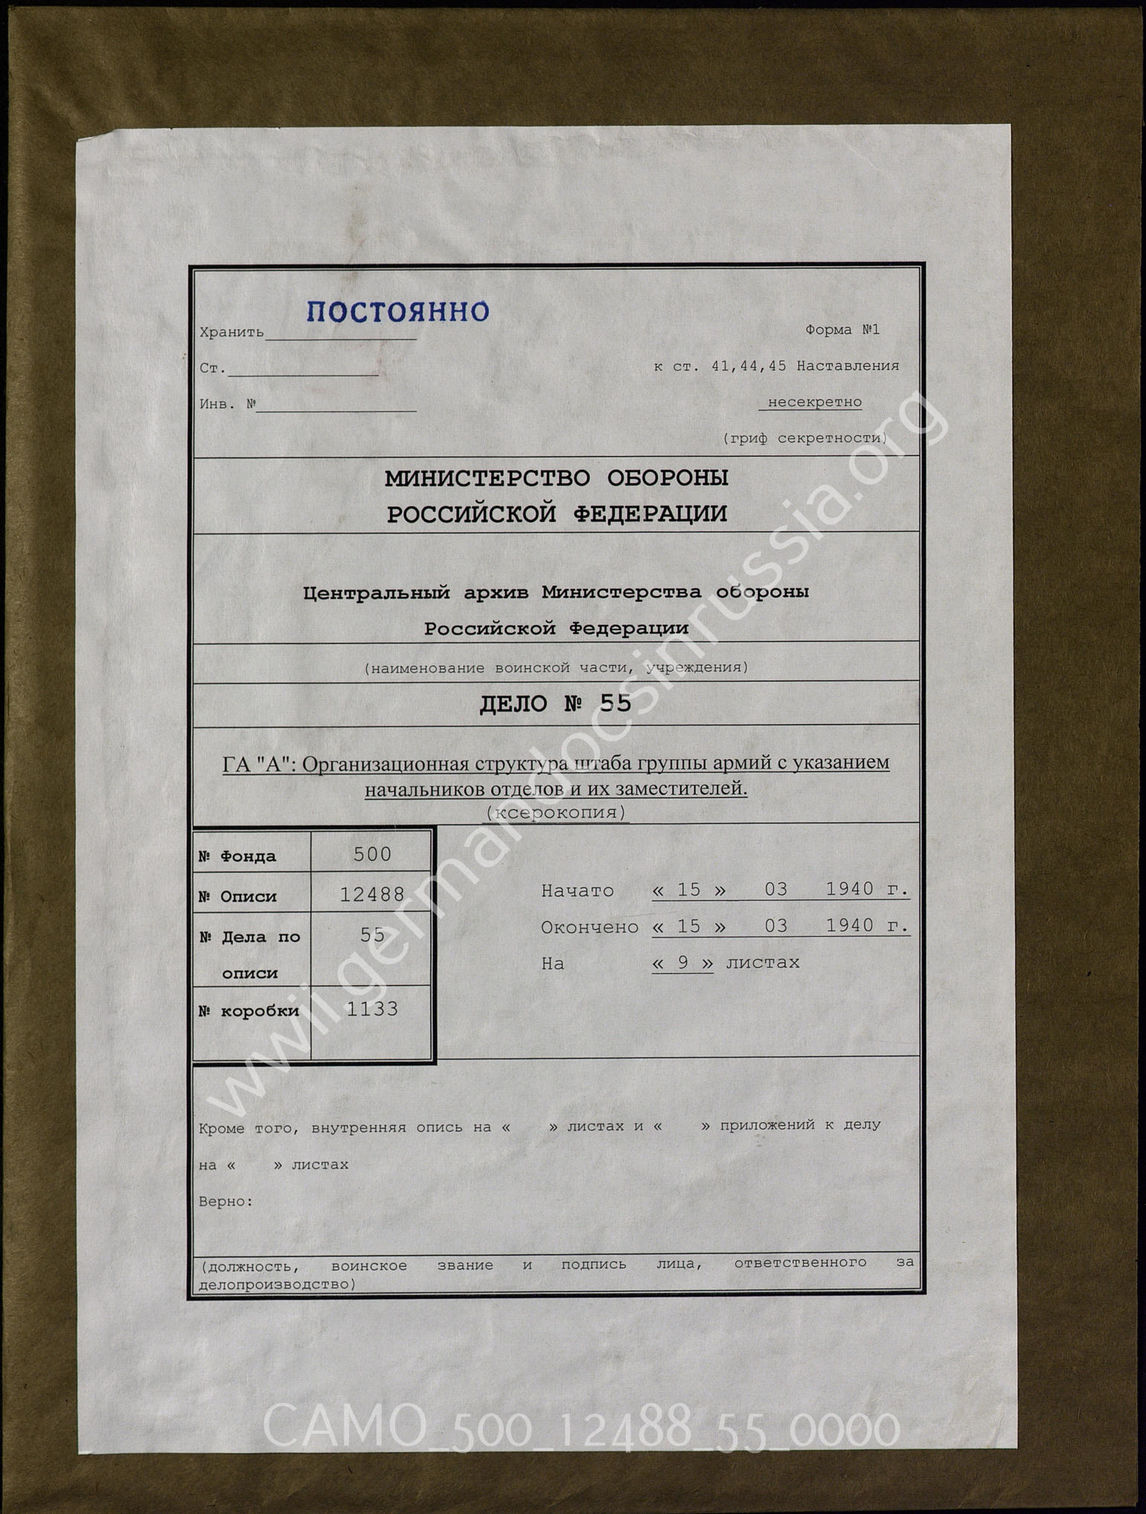 ПОСТОЯННО
Хранить
Форма №1
Ст.
к ст. 41,44,45 Наставления
Инв. №
несекретно
(гриф секретности)
МИНИСТЕРСТВО ОБОРОНЫ
РОССИЙСКОЙ ФЕДЕРАЦИИ
Центральный архив Министерства обороны
Российской Федерации
(наименование воинской части, учреждения)
ДЕЛО № 55
ГА "А": Организационная структура штаба группы армий с указанием
начальников отделов и их заместителей.
(ксерокопия)
№ Фонда 500
№ Описи 12488
№ Дела по 55
описи
№ коробки 1133
Начато « 15 » 03 1940 г.
Окончено « 15 » 03 1940 г.
На « 9 » листах
Кроме того, внутренняя опись на « » листах и « » приложений к делу
на « » листах
Верно:
(должность, воинское звание и подпись лица, ответственного за
делопроизводство)
wwii.germandocsinrussia.org
CAMO_500_12488_55_0000